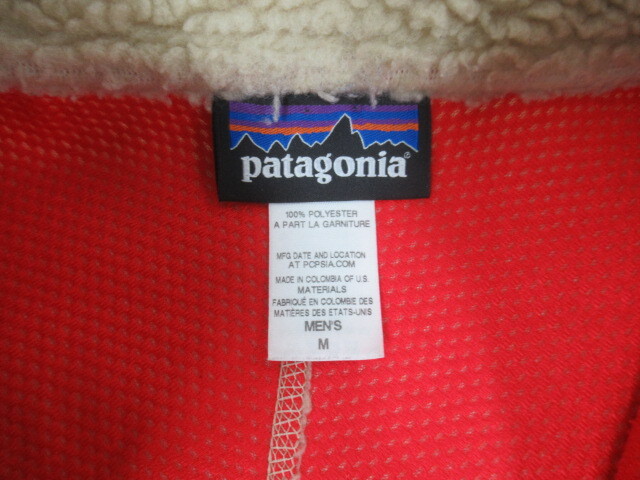 patagonia®
100% POLYESTER
A PART LA GARNITURE
MFG DATE AND LOCATION
AT PCPSIA.COM
MADE IN COLOMBIA OF U.S.
MATERIALS
FABRIQUÉ EN COLOMBIE DES
MATIÈRES DES ETATS-UNIS
MEN'S
M